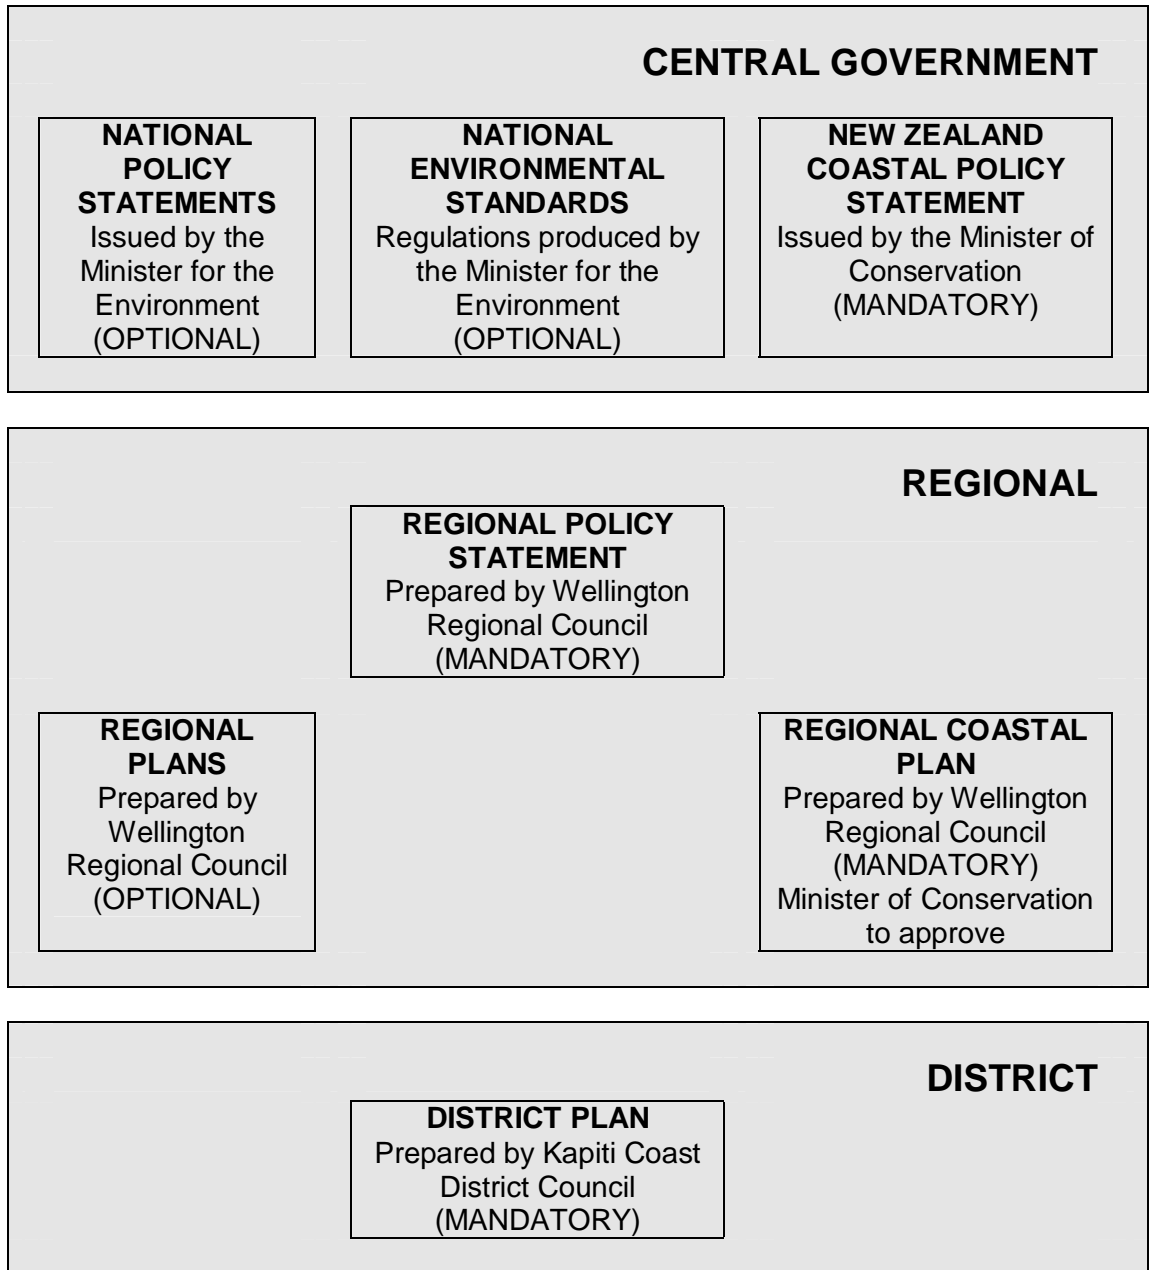 CENTRAL GOVERNMENT
NATIONAL
POLICY
STATEMENTS
Issued by the
Minister for the
Environment
(OPTIONAL)
NATIONAL
ENVIRONMENTAL
STANDARDS
Regulations produced by
the Minister for the
Environment
(OPTIONAL)
NEW ZEALAND
COASTAL POLICY
STATEMENT
Issued by the Minister of
Conservation
(MANDATORY)
REGIONAL
REGIONAL POLICY
STATEMENT
Prepared by Wellington
Regional Council
(MANDATORY)
REGIONAL
PLANS
Prepared by
Wellington
Regional Council
(OPTIONAL)
REGIONAL COASTAL
PLAN
Prepared by Wellington
Regional Council
(MANDATORY)
Minister of Conservation
to approve
DISTRICT
DISTRICT PLAN
Prepared by Kapiti Coast
District Council
(MANDATORY)